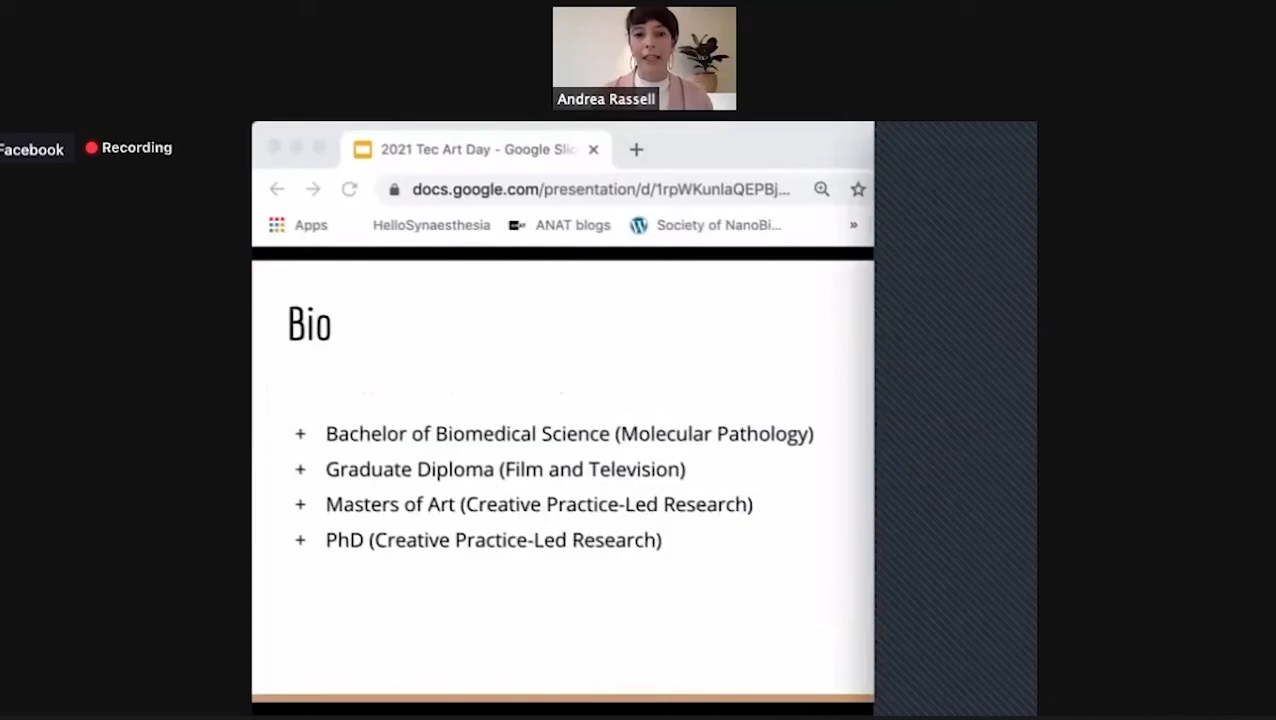 Andrea Rassell
Facebook
Recording
2021 Tec Art Day - Google Slic
docs.google.com/presentation/d/1rpWKunlaQEPBj...
Apps
HelloSynaesthesia
ANAT blogs
Society of NanoBi...
»
Bio
+ Bachelor of Biomedical Science (Molecular Pathology)
+ Graduate Diploma (Film and Television)
+ Masters of Art (Creative Practice-Led Research)
+ PhD (Creative Practice-Led Research)